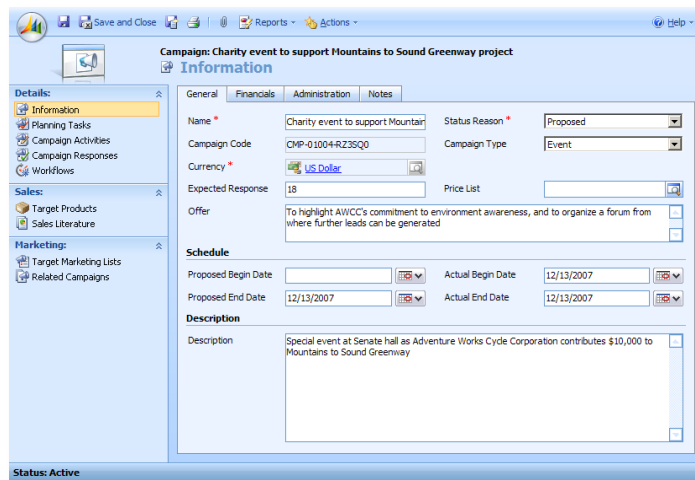 Save and Close Reports Actions Help
Campaign: Charity event to support Mountains to Sound Greenway project
Information
Details:
Information
Planning Tasks
Campaign Activities
Campaign Responses
Workflows
Sales:
Target Products
Sales Literature
Marketing:
Target Marketing Lists
Related Campaigns
General Financials Administration Notes
Name * Charity event to support Mountain Status Reason * Proposed
Campaign Code CMP-01004-RZ3SQ0 Campaign Type Event
Currency * US Dollar
Expected Response 18 Price List
Offer To highlight AWCC's commitment to environment awareness, and to organize a forum from
where further leads can be generated
Schedule
Proposed Begin Date Actual Begin Date 12/13/2007
Proposed End Date 12/13/2007 Actual End Date 12/13/2007
Description
Description Special event at Senate hall as Adventure Works Cycle Corporation contributes $10,000 to
Mountains to Sound Greenway
Status: Active